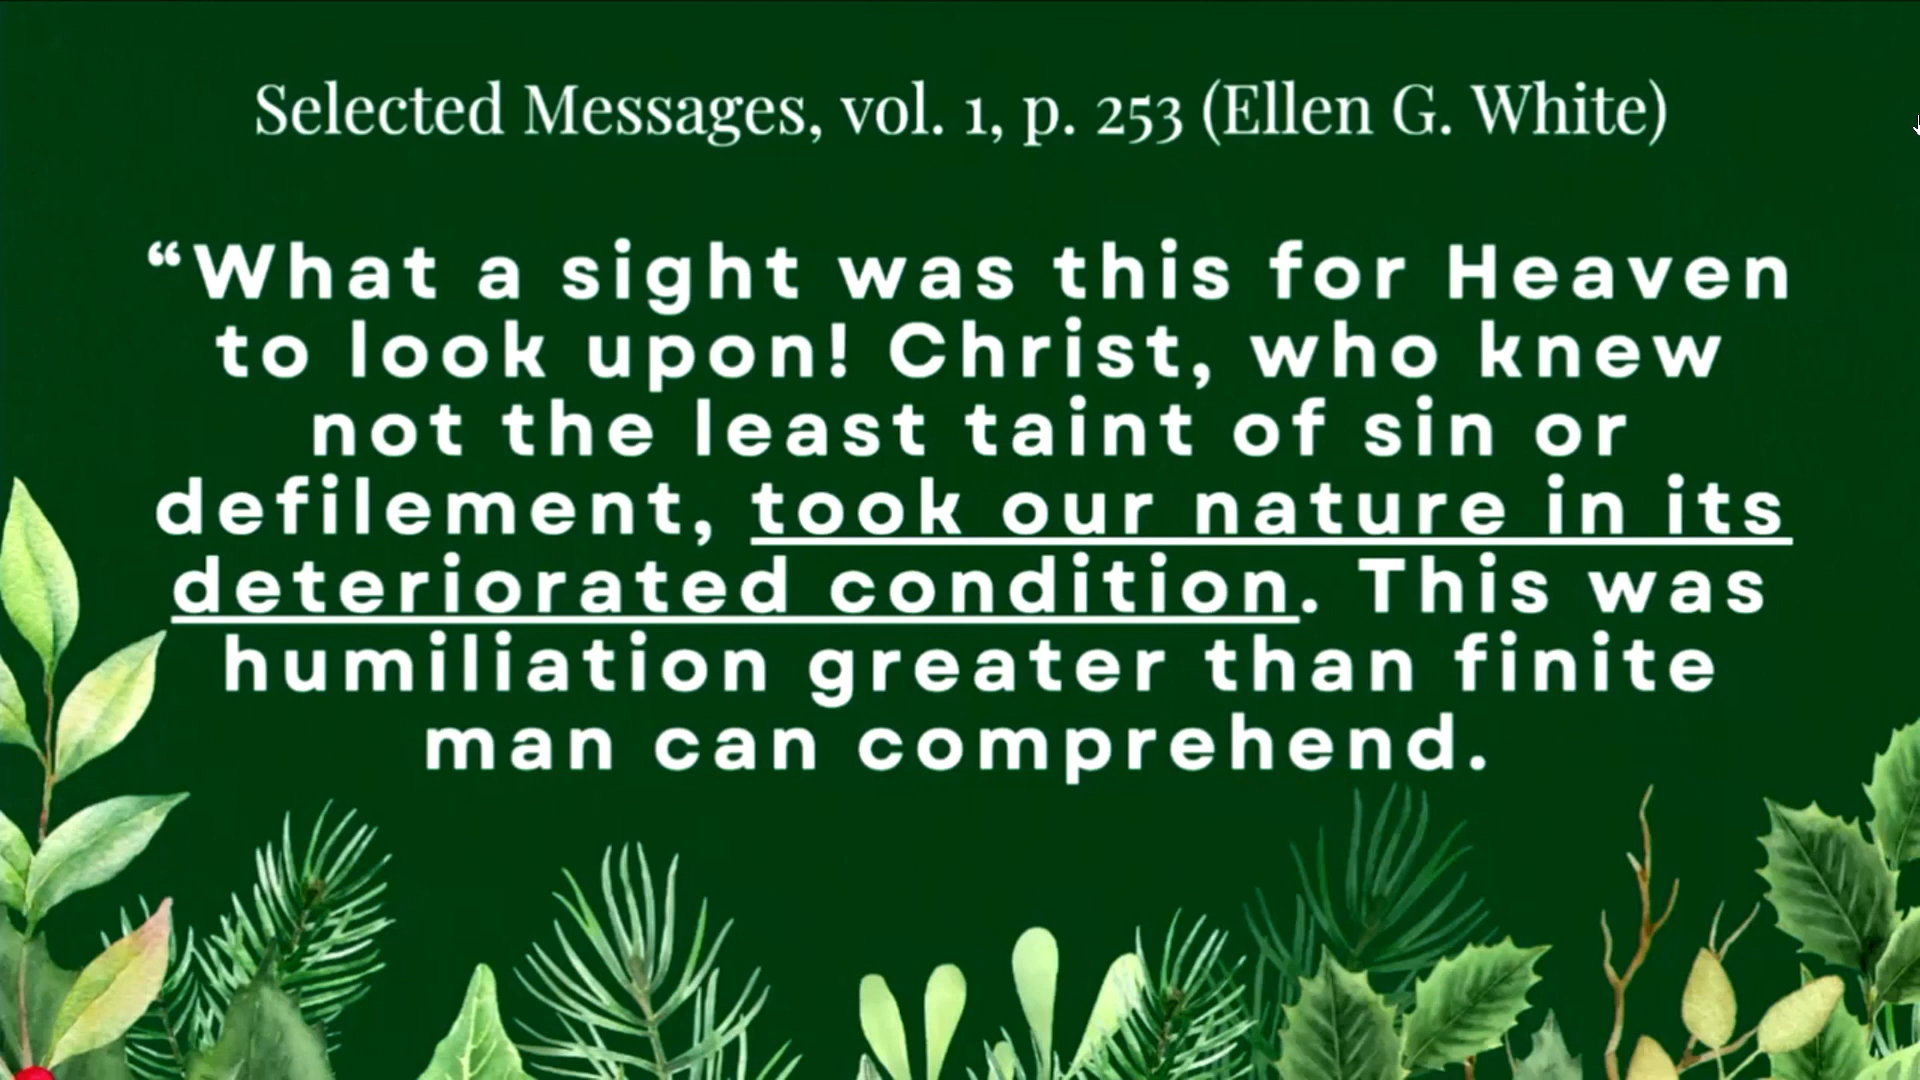 Selected Messages, vol. 1, p. 253 (Ellen G. White)
“What a sight was this for Heaven
to look upon! Christ, who knew
not the least taint of sin or
defilement, took our nature in its
deteriorated condition. This was
humiliation greater than finite
man can comprehend.